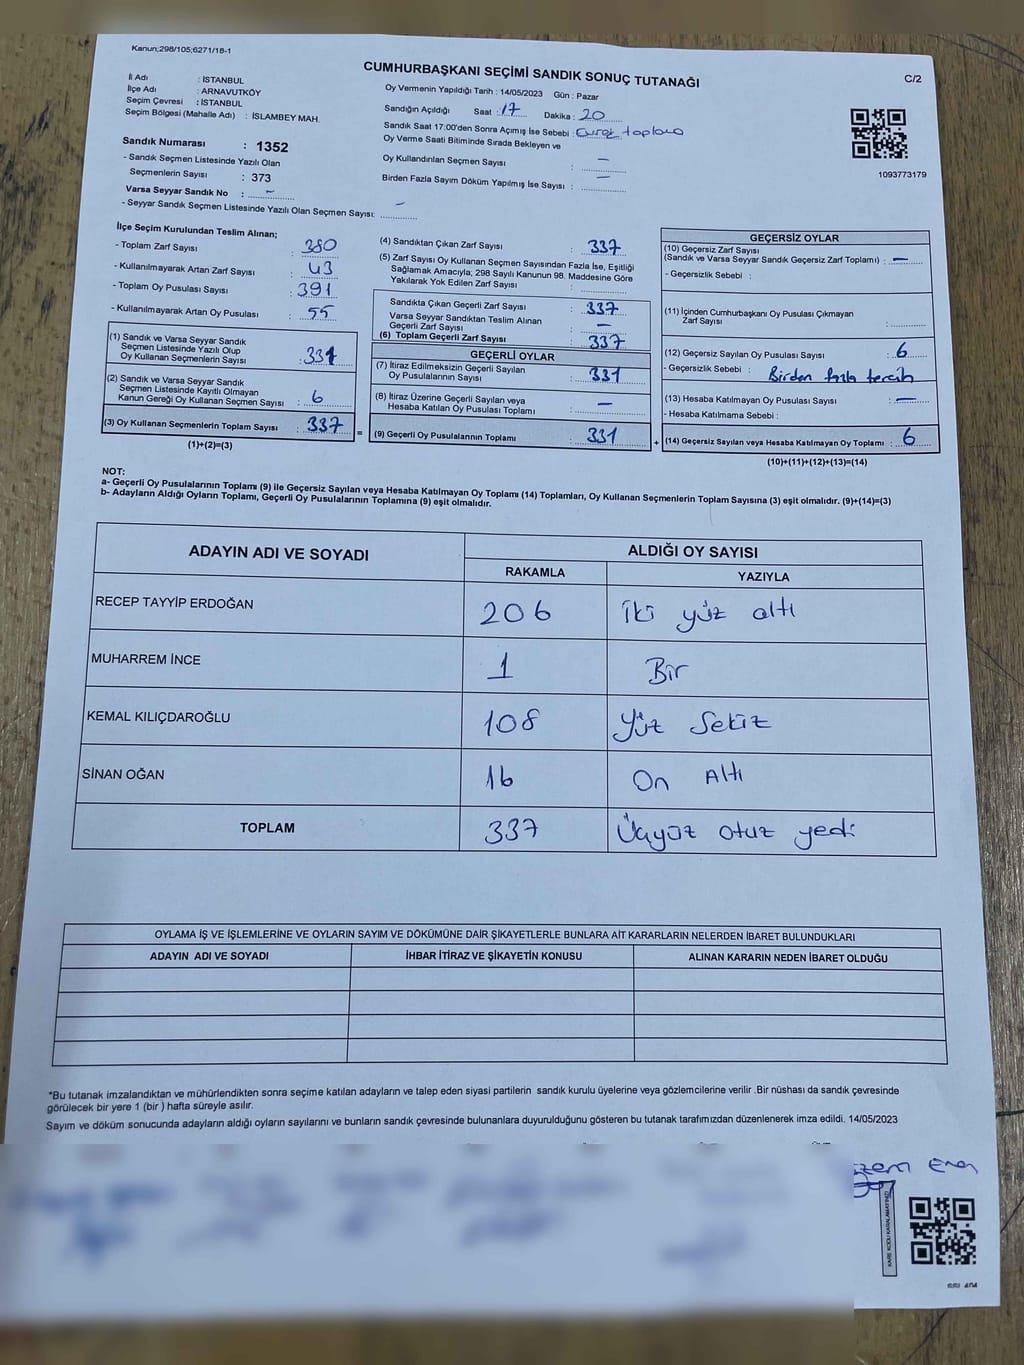 Kanun;298/105;6271/18-1
CUMHURBAŞKANI SEÇİMİ SANDIK SONUÇ TUTANAĞI
C/2
İl Adı : İSTANBUL
İlçe Adı : ARNAVUTKÖY
Seçim Çevresi : İSTANBUL
Seçim Bölgesi (Mahalle Adı) : İSLAMBEY MAH.
Sandık Numarası : 1352
- Sandık Seçmen Listesinde Yazılı Olan
Seçmenlerin Sayısı : 373
Varsa Seyyar Sandık No : -
- Seyyar Sandık Seçmen Listesinde Yazılı Olan Seçmen Sayısı: -
Oy Vermenin Yapıldığı Tarih : 14/05/2023 Gün : Pazar
Sandığın Açıldığı Saat : 17 Dakika : 20
Sandık Saat 17:00'den Sonra Açımış İse Sebebi :
Oy Verme Saati Bitiminde Sırada Bekleyen ve
Oy Kullandırılan Seçmen Sayısı : -
Birden Fazla Sayım Döküm Yapılmış İse Sayısı : -
1093773179
İlçe Seçim Kurulundan Teslim Alınan;
- Toplam Zarf Sayısı : 380
- Kullanılmayarak Artan Zarf Sayısı : 43
- Toplam Oy Pusulası Sayısı : 391
- Kullanılmayarak Artan Oy Pusulası : 55
(1) Sandık ve Varsa Seyyar Sandık
Seçmen Listesinde Yazılı Olup
Oy Kullanan Seçmenlerin Sayısı : 331
(2) Sandık ve Varsa Seyyar Sandık
Seçmen Listesinde Kayıtlı Olmayan
Kanun Gereği Oy Kullanan Seçmen Sayısı : 6
(3) Oy Kullanan Seçmenlerin Toplam Sayısı : 337
(1)+(2)=(3)
(4) Sandıktan Çıkan Zarf Sayısı : 337
(5) Zarf Sayısı Oy Kullanan Seçmen Sayısından Fazla İse, Eşitliği
Sağlamak Amacıyla; 298 Sayılı Kanunun 98. Maddesine Göre
Yakılarak Yok Edilen Zarf Sayısı :
Sandıkta Çıkan Geçerli Zarf Sayısı : 337
Varsa Seyyar Sandıktan Teslim Alınan
Geçerli Zarf Sayısı : -
(6) Toplam Geçerli Zarf Sayısı : 337
GEÇERLİ OYLAR
(7) İtiraz Edilmeksizin Geçerli Sayılan
Oy Pusulalarının Sayısı : 331
(8) İtiraz Üzerine Geçerli Sayılan veya
Hesaba Katılan Oy Pusulası Toplamı : -
= (9) Geçerli Oy Pusulalarının Toplamı : 331
GEÇERSİZ OYLAR
(10) Geçersiz Zarf Sayısı
(Sandık ve Varsa Seyyar Sandık Geçersiz Zarf Toplamı) : -
- Geçersizlik Sebebi :
(11) İçinden Cumhurbaşkanı Oy Pusulası Çıkmayan
Zarf Sayısı :
(12) Geçersiz Sayılan Oy Pusulası Sayısı : 6
- Geçersizlik Sebebi : Birden fazla tercih
(13) Hesaba Katılmayan Oy Pusulası Sayısı : -
- Hesaba Katılmama Sebebi :
+ (14) Geçersiz Sayılan veya Hesaba Katılmayan Oy Toplamı : 6
(10)+(11)+(12)+(13)=(14)
NOT:
a- Geçerli Oy Pusulalarının Toplamı (9) ile Geçersiz Sayılan veya Hesaba Katılmayan Oy Toplamı (14) Toplamları, Oy Kullanan Seçmenlerin Toplam Sayısına (3) eşit olmalıdır. (9)+(14)=(3)
b- Adayların Aldığı Oyların Toplamı, Geçerli Oy Pusulalarının Toplamına (9) eşit olmalıdır.
ADAYIN ADI VE SOYADI
ALDIĞI OY SAYISI
RAKAMLA YAZIYLA
RECEP TAYYİP ERDOĞAN 206 İki yüz altı
MUHARREM İNCE 1 Bir
KEMAL KILIÇDAROĞLU 108 Yüz Sekiz
SİNAN OĞAN 16 On Altı
TOPLAM 337 Üçyüz otuz yedi
OYLAMA İŞ VE İŞLEMLERİNE VE OYLARIN SAYIM VE DÖKÜMÜNE DAİR ŞİKAYETLERLE BUNLARA AİT KARARLARIN NELERDEN İBARET BULUNDUKLARI
ADAYIN ADI VE SOYADI İHBAR İTİRAZ VE ŞİKAYETİN KONUSU ALINAN KARARIN NEDEN İBARET OLDUĞU
*Bu tutanak imzalandıktan ve mühürlendikten sonra seçime katılan adayların ve talep eden siyasi partilerin sandık kurulu üyelerine veya gözlemcilerine verilir .Bir nüshası da sandık çevresinde
görülecek bir yere 1 (bir ) hafta süreyle asılır.
Sayım ve döküm sonucunda adayların aldığı oyların sayılarını ve bunların sandık çevresinde bulunanlara duyurulduğunu gösteren bu tutanak tarafımızdan düzenlenerek imza edildi. 14/05/2023
KARE KODU KARALAMAYINIZ!